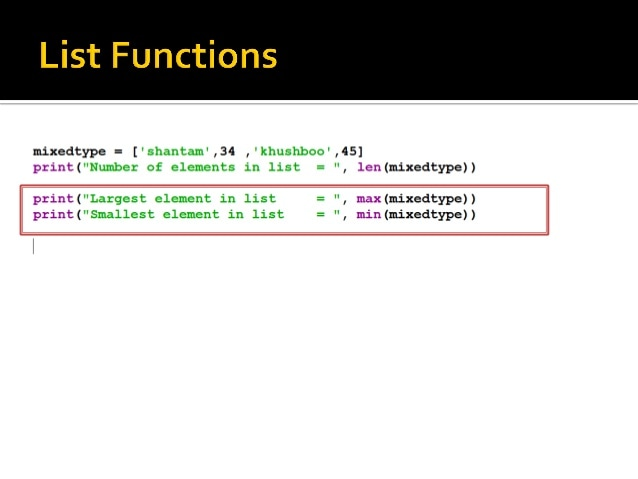 List Functions
mixedtype = ['shantam',34 ,'khushboo',45]
print("Number of elements in list  = ", len(mixedtype))
print("Largest element in list     = ", max(mixedtype))
print("Smallest element in list    = ", min(mixedtype))